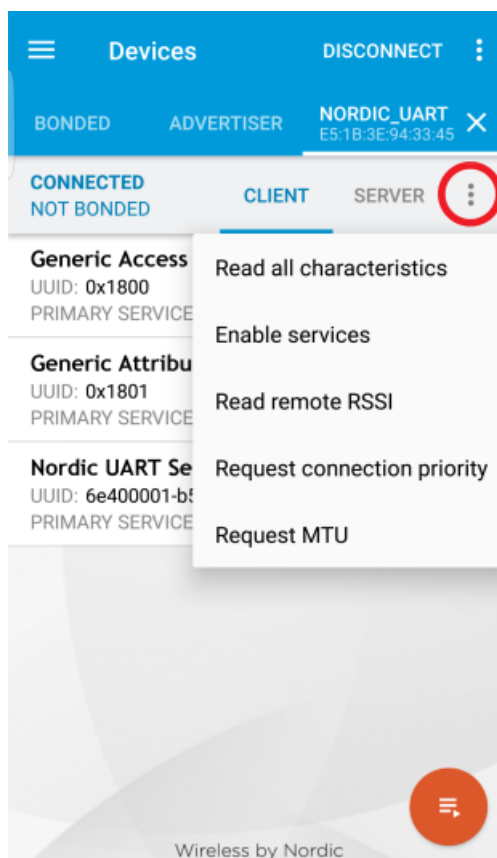 Devices
DISCONNECT
BONDED
ADVERTISER
NORDIC_UART
E5:1B:3E:94:33:45
CONNECTED
NOT BONDED
CLIENT
SERVER
Generic Access
UUID: 0x1800
PRIMARY SERVICE
Generic Attribu
UUID: 0x1801
PRIMARY SERVICE
Nordic UART Se
UUID: 6e400001-b5
PRIMARY SERVICE
Read all characteristics
Enable services
Read remote RSSI
Request connection priority
Request MTU
Wireless by Nordic